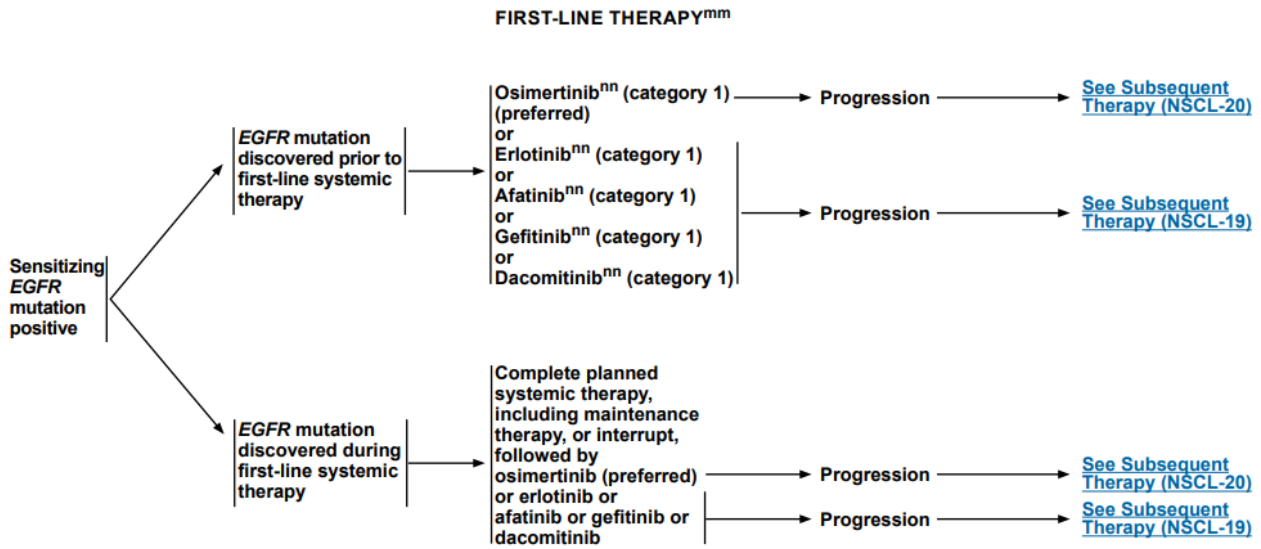 FIRST-LINE THERAPYmm
Sensitizing
EGFR
mutation
positive
EGFR mutation
discovered prior to
first-line systemic
therapy
Osimertinibnn (category 1)
(preferred)
or
Erlotinibnn (category 1)
or
Afatinibnn (category 1)
or
Gefitinibnn (category 1)
or
Dacomitinibnn (category 1)
Progression
See Subsequent
Therapy (NSCL-20)
Progression
See Subsequent
Therapy (NSCL-19)
EGFR mutation
discovered during
first-line systemic
therapy
Complete planned
systemic therapy,
including maintenance
therapy, or interrupt,
followed by
osimertinib (preferred)
or erlotinib or
afatinib or gefitinib or
dacomitinib
Progression
See Subsequent
Therapy (NSCL-20)
Progression
See Subsequent
Therapy (NSCL-19)